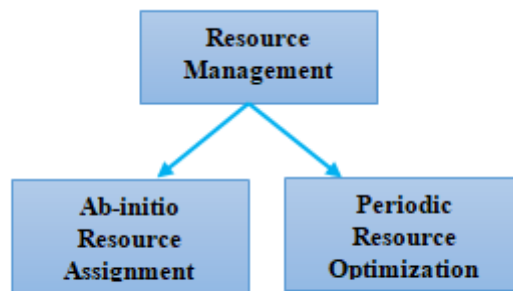 Resource
Management
Ab-initio
Resource
Assignment
Periodic
Resource
Optimization